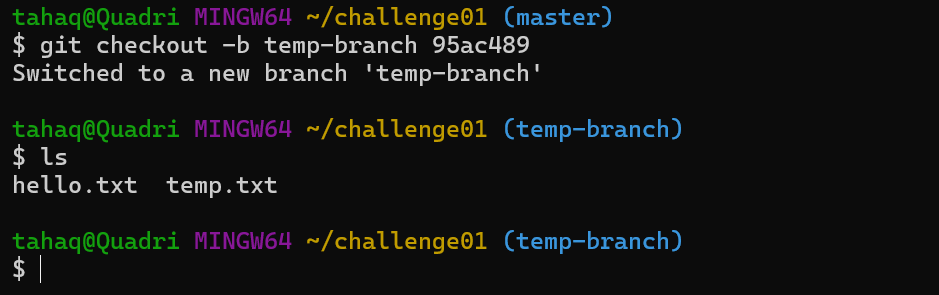 tahaq@Quadri MINGW64 ~/challenge01 (master)
$ git checkout -b temp-branch 95ac489
Switched to a new branch 'temp-branch'
tahaq@Quadri MINGW64 ~/challenge01 (temp-branch)
$ ls
hello.txt  temp.txt
tahaq@Quadri MINGW64 ~/challenge01 (temp-branch)
$